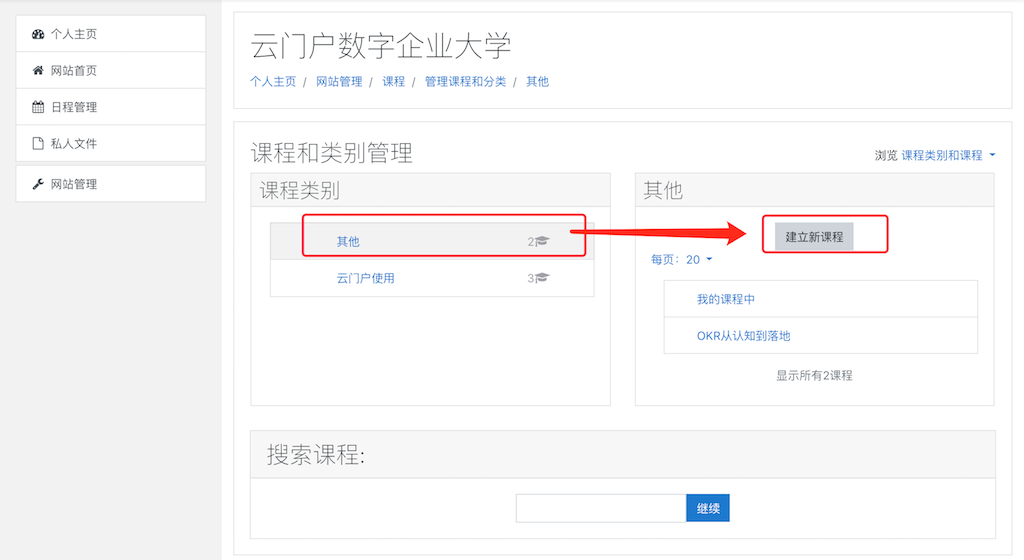 个人主页
网站首页
日程管理
私人文件
网站管理
云门户数字企业大学
个人主页 / 网站管理 / 课程 / 管理课程和分类 / 其他
课程和类别管理
浏览 课程类别和课程
课程类别
其他 2
云门户使用 3
其他
建立新课程
每页: 20
我的课程中
OKR从认知到落地
显示所有2课程
搜索课程:
继续